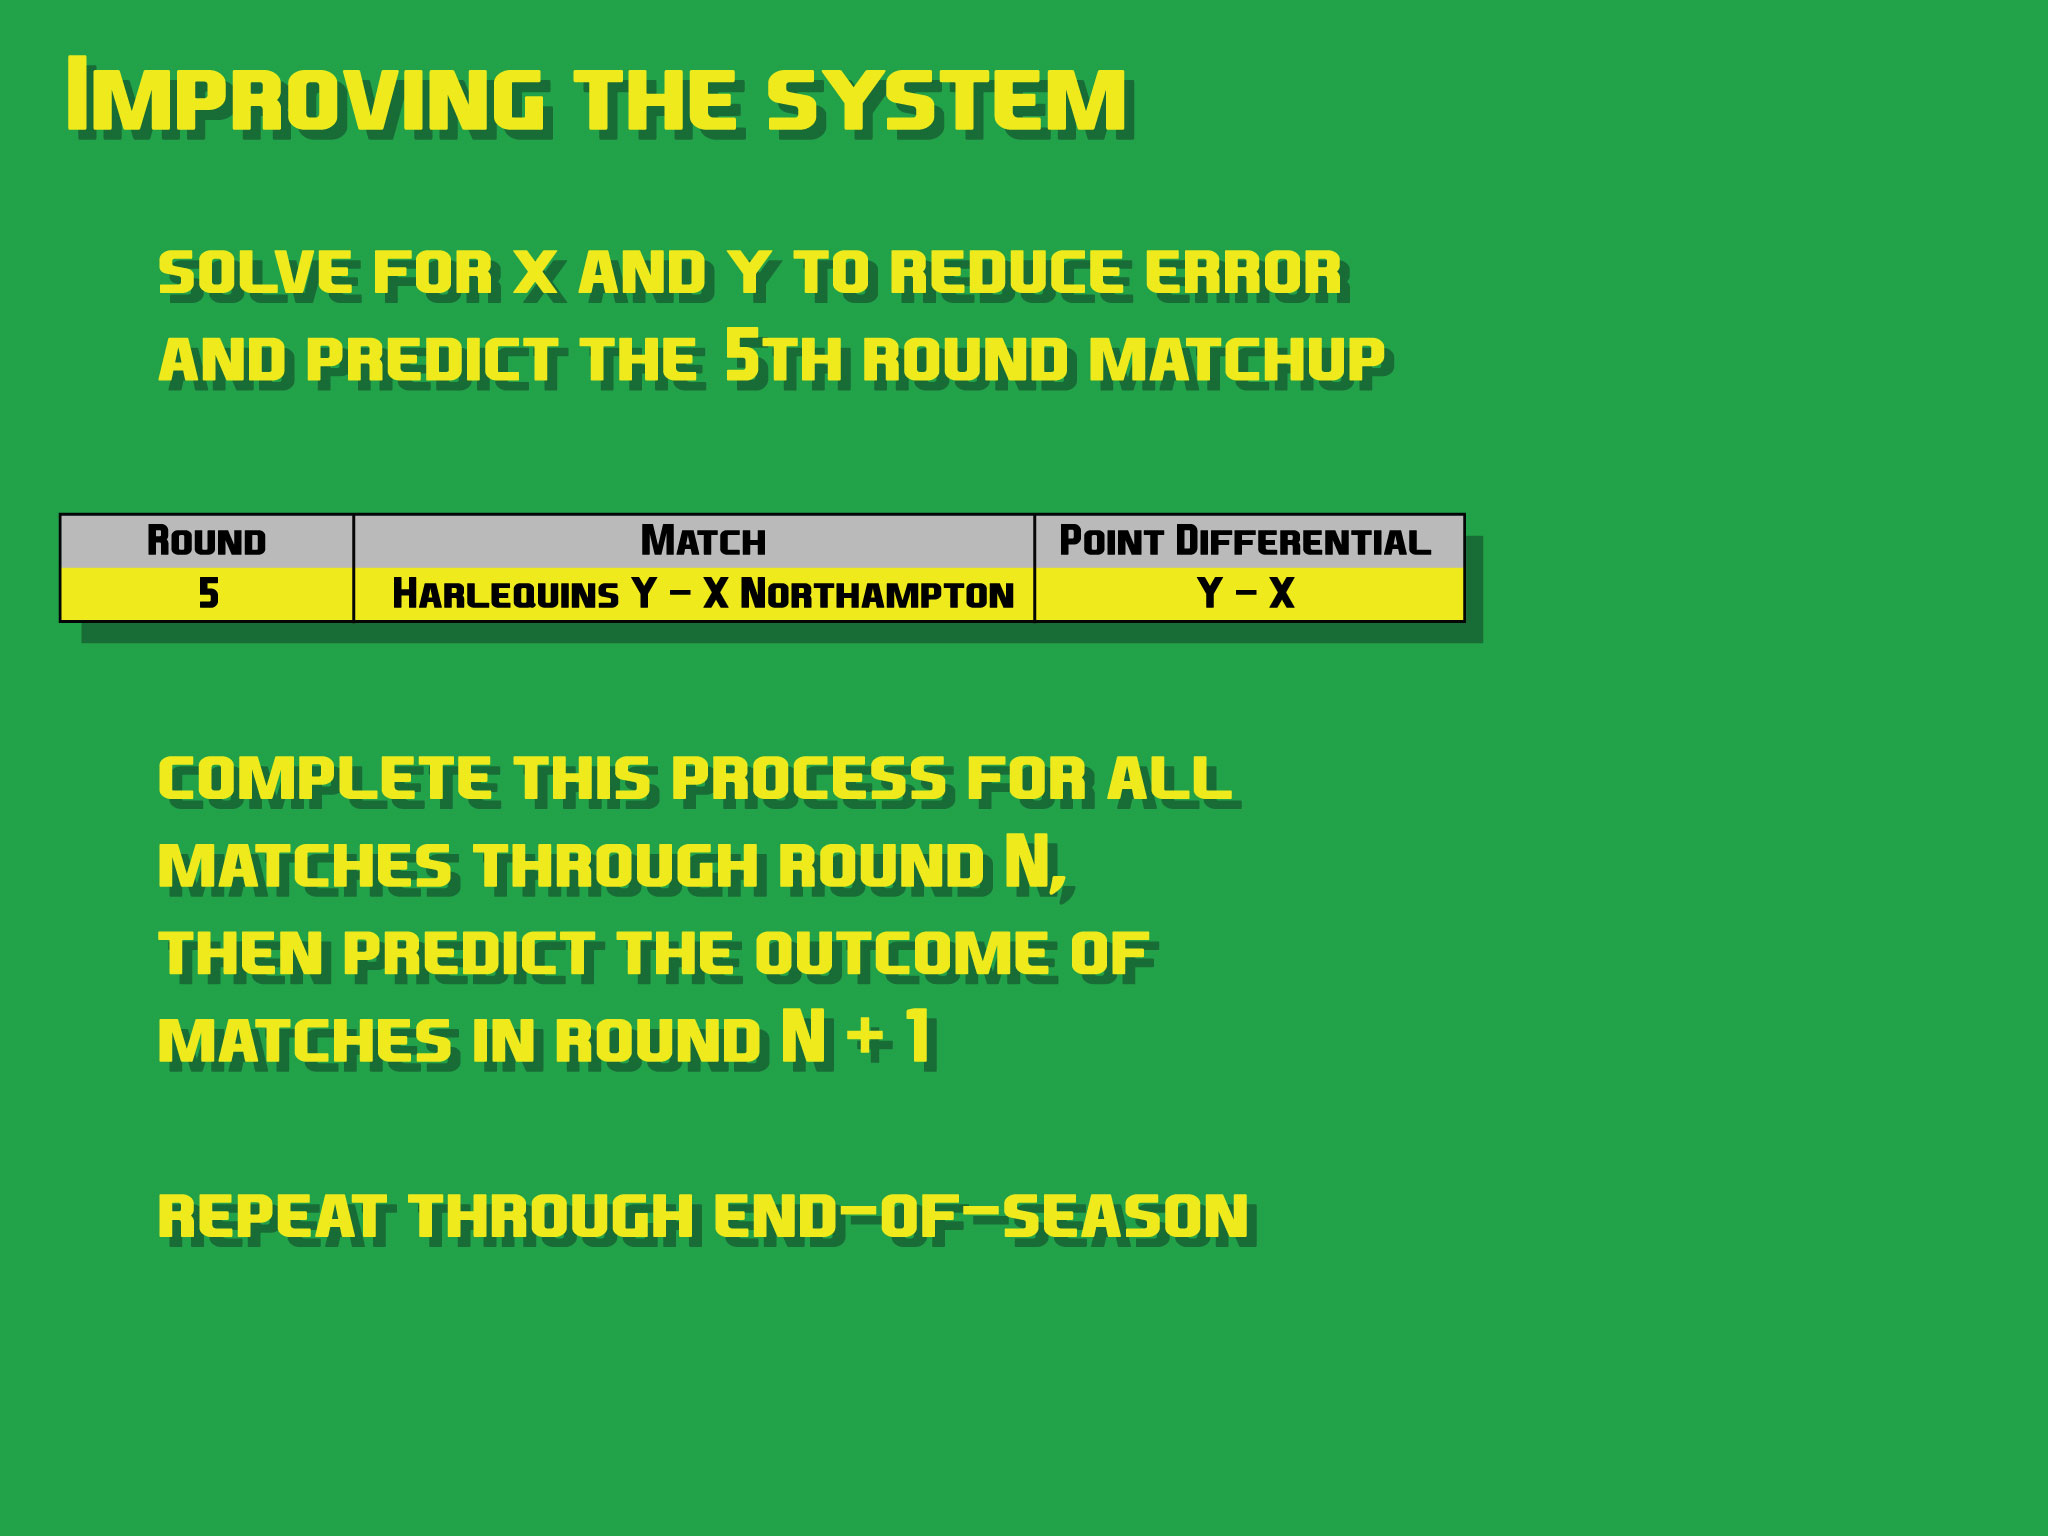 Improving the system
solve for x and y to reduce error
and predict the 5th round matchup
Round Match Point Differential
5 Harlequins Y - X Northampton Y - X
complete this process for all
matches through round N,
then predict the outcome of
matches in round N + 1
repeat through end-of-season